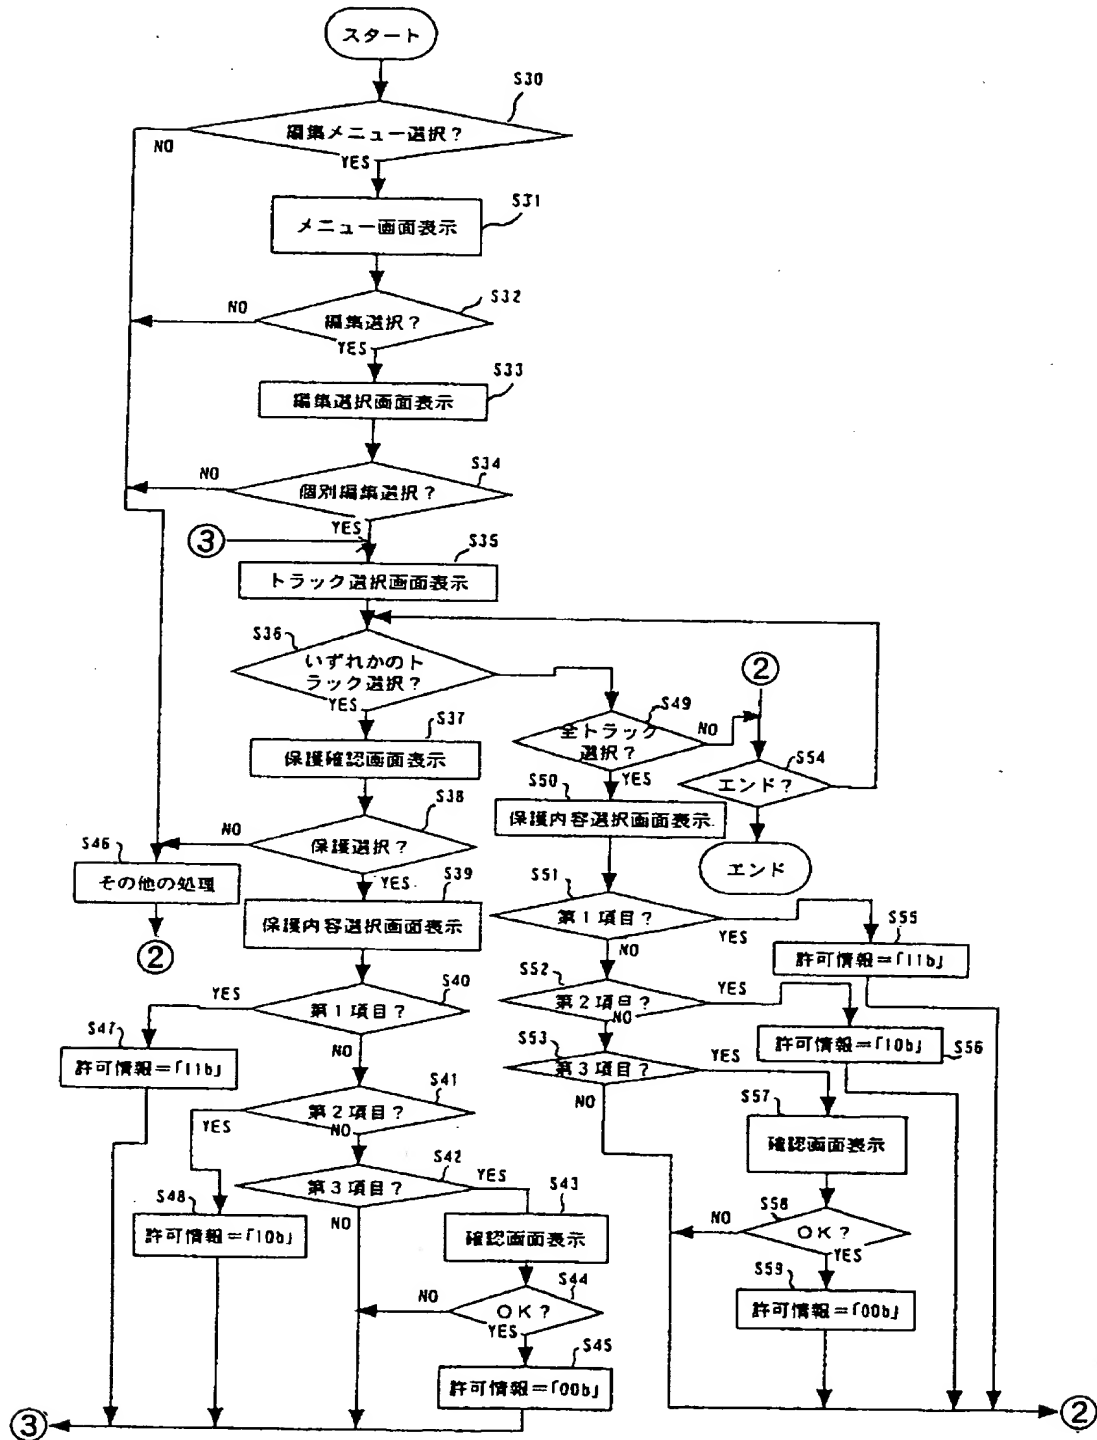 スタート
S30
編集メニュー選択？
NO
YES
S31
メニュー画面表示
S32
NO
編集選択？
YES
S33
編集選択画面表示
S34
NO
個別編集選択？
YES
③
S35
トラック選択画面表示
S36
いずれかのト
ラック選択？
YES
②
S49
全トラック
選択？
NO
YES
S37
保護確認画面表示
S54
エンド？
S50
保護内容選択画面表示
エンド
S38
NO
保護選択？
YES
S46
その他の処理
②
S39
保護内容選択画面表示
S51
第1項目？
YES
NO
S55
許可情報＝「11b」
S40
YES
第1項目？
NO
S52
第2項目？
YES
NO
S47
許可情報＝「11b」
S53
第3項目？
YES
NO
許可情報＝「10b」
S56
S41
第2項目？
YES
NO
S57
確認画面表示
S42
第3項目？
YES
NO
S48
許可情報＝「10b」
S43
確認画面表示
S58
NO
OK？
YES
S44
NO
OK？
YES
S59
許可情報＝「00b」
S45
許可情報＝「00b」
③
②